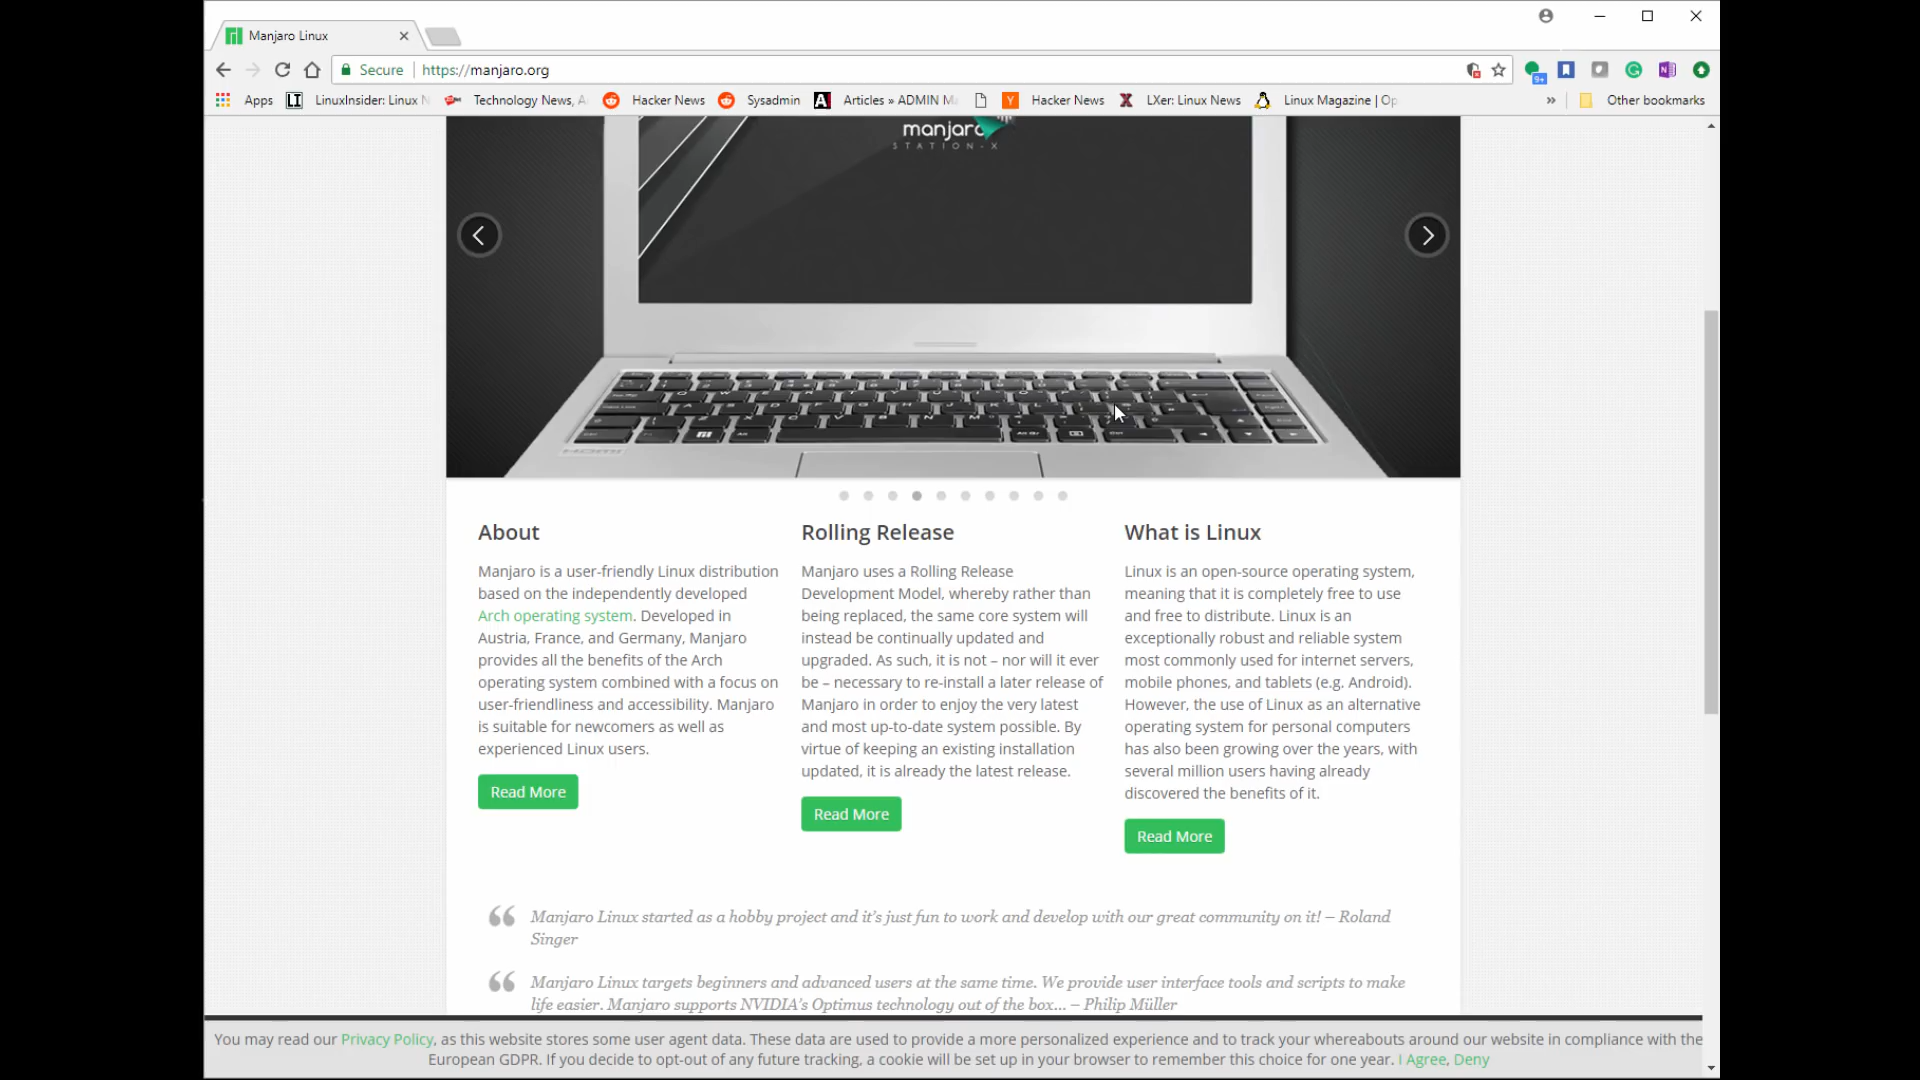 Manjaro Linux
Secure https://manjaro.org
Apps LinuxInsider: Linux N Technology News, A Hacker News Sysadmin Articles » ADMIN Ma Hacker News LXer: Linux News Linux Magazine | Op » Other bookmarks
9+
manjaro
STATION-X
About
Manjaro is a user-friendly Linux distribution
based on the independently developed
Arch operating system. Developed in
Austria, France, and Germany, Manjaro
provides all the benefits of the Arch
operating system combined with a focus on
user-friendliness and accessibility. Manjaro
is suitable for newcomers as well as
experienced Linux users.
Read More
Rolling Release
Manjaro uses a Rolling Release
Development Model, whereby rather than
being replaced, the same core system will
instead be continually updated and
upgraded. As such, it is not – nor will it ever
be – necessary to re-install a later release of
Manjaro in order to enjoy the very latest
and most up-to-date system possible. By
virtue of keeping an existing installation
updated, it is already the latest release.
Read More
What is Linux
Linux is an open-source operating system,
meaning that it is completely free to use
and free to distribute. Linux is an
exceptionally robust and reliable system
most commonly used for internet servers,
mobile phones, and tablets (e.g. Android).
However, the use of Linux as an alternative
operating system for personal computers
has also been growing over the years, with
several million users having already
discovered the benefits of it.
Read More
Manjaro Linux started as a hobby project and it's just fun to work and develop with our great community on it! – Roland
Singer
Manjaro Linux targets beginners and advanced users at the same time. We provide user interface tools and scripts to make
life easier. Manjaro supports NVIDIA's Optimus technology out of the box... – Philip Müller
You may read our Privacy Policy, as this website stores some user agent data. These data are used to provide a more personalized experience and to track your whereabouts around our website in compliance with the
European GDPR. If you decide to opt-out of any future tracking, a cookie will be set up in your browser to remember this choice for one year. I Agree, Deny